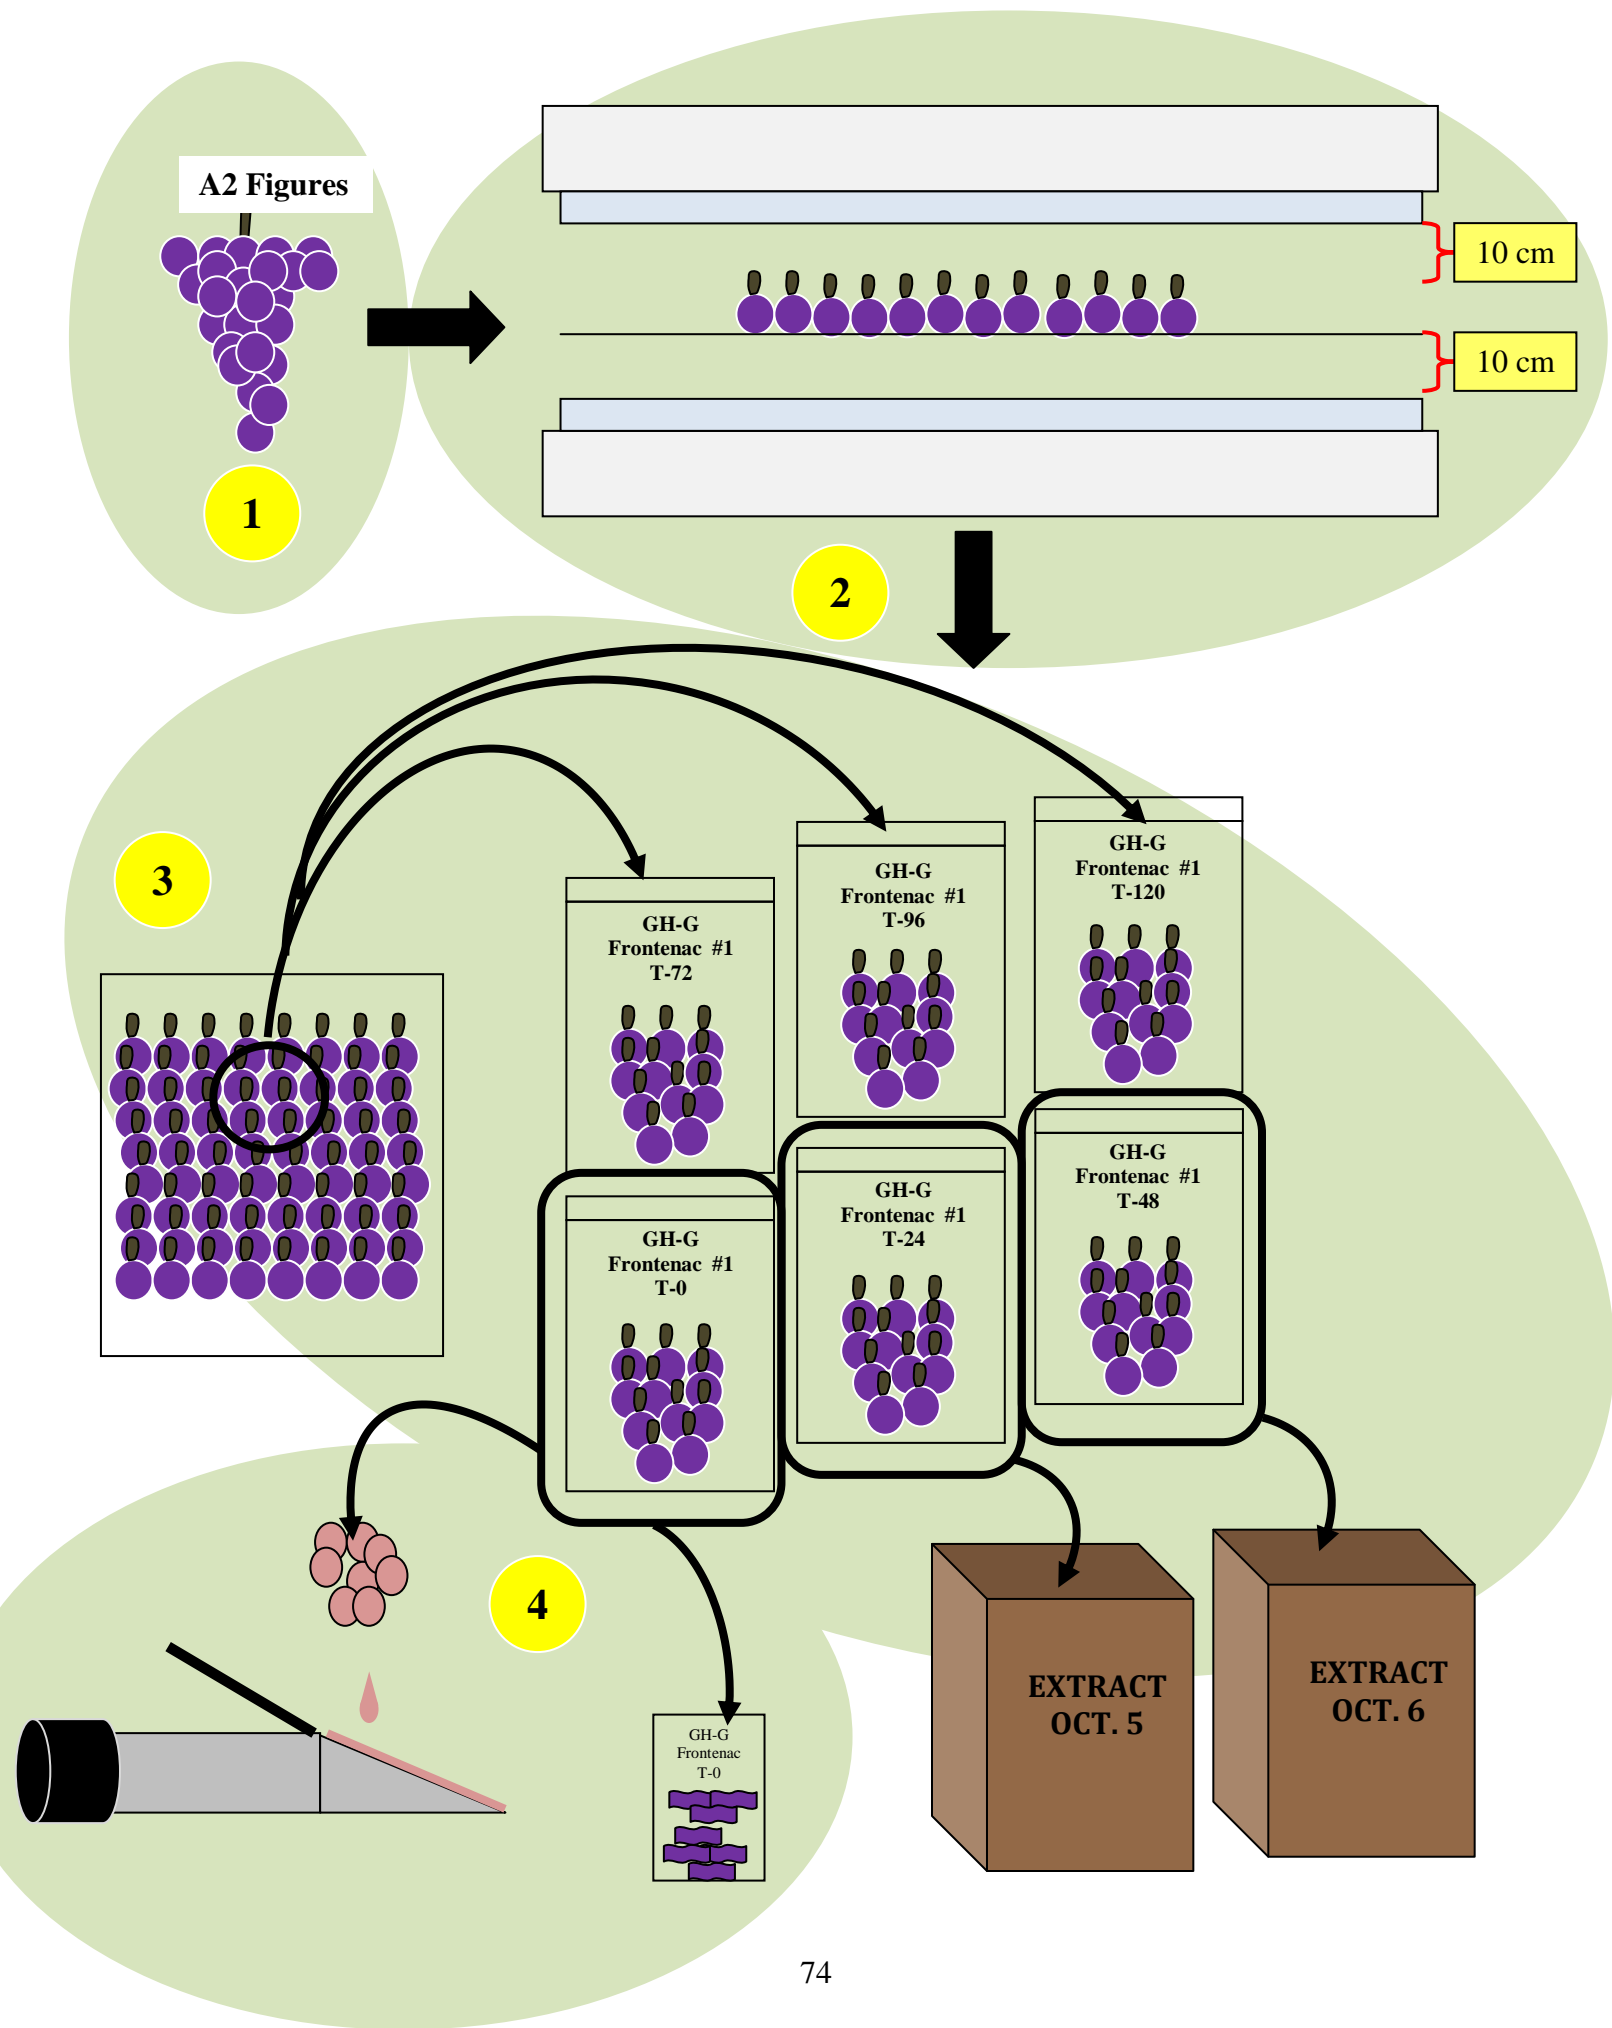 A2 Figures
10 cm
10 cm
1
2
3
GH-G
Frontenac #1
T-72
GH-G
Frontenac #1
T-96
GH-G
Frontenac #1
T-120
GH-G
Frontenac #1
T-0
GH-G
Frontenac #1
T-24
GH-G
Frontenac #1
T-48
4
GH-G
Frontenac
T-0
EXTRACT
OCT. 5
EXTRACT
OCT. 6
74